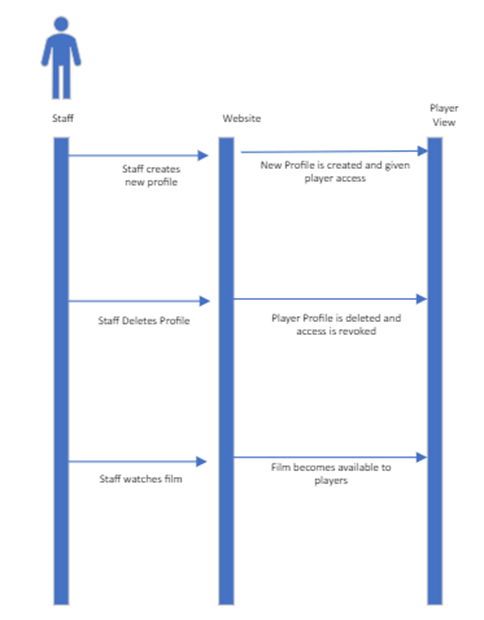 Staff
Website
Player
View
Staff creates
new profile
New Profile is created and given
player access
Staff Deletes Profile
Player Profile is deleted and
access is revoked
Staff watches film
Film becomes available to
players